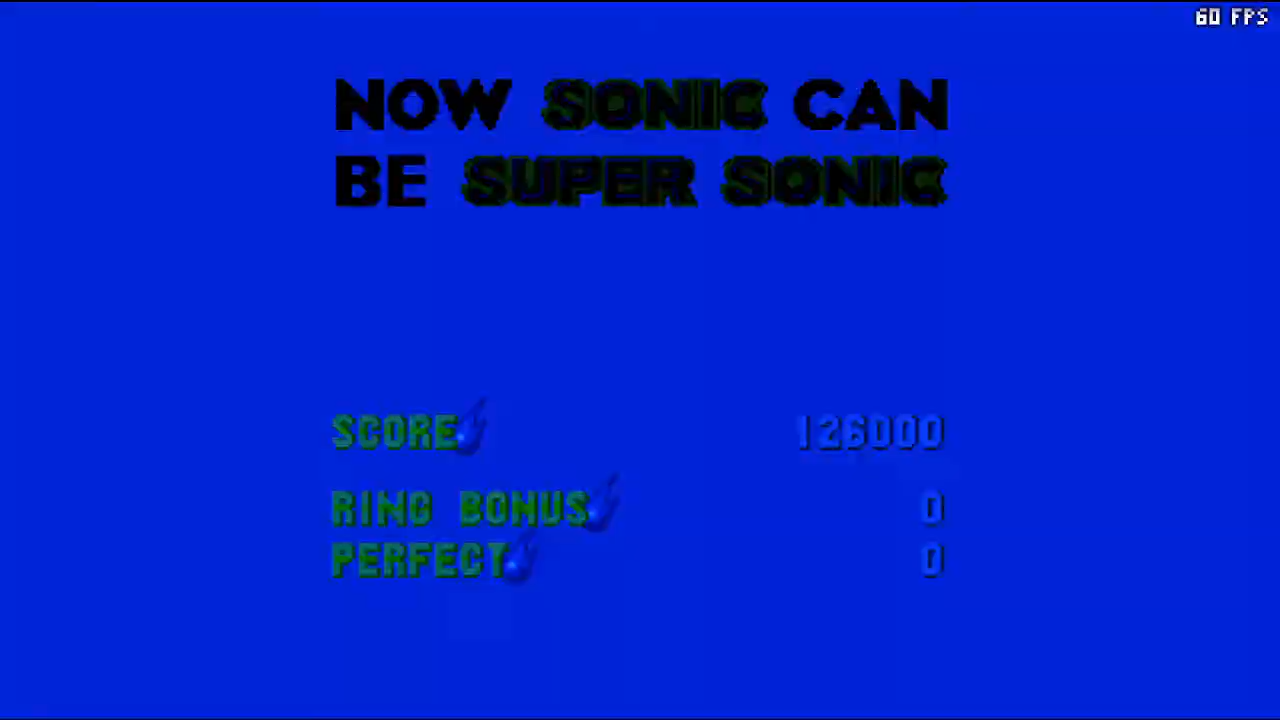 60 FPS
NOW SONIC CAN
BE SUPER SONIC
SCORE 126000
RING BONUS 0
PERFECT 0